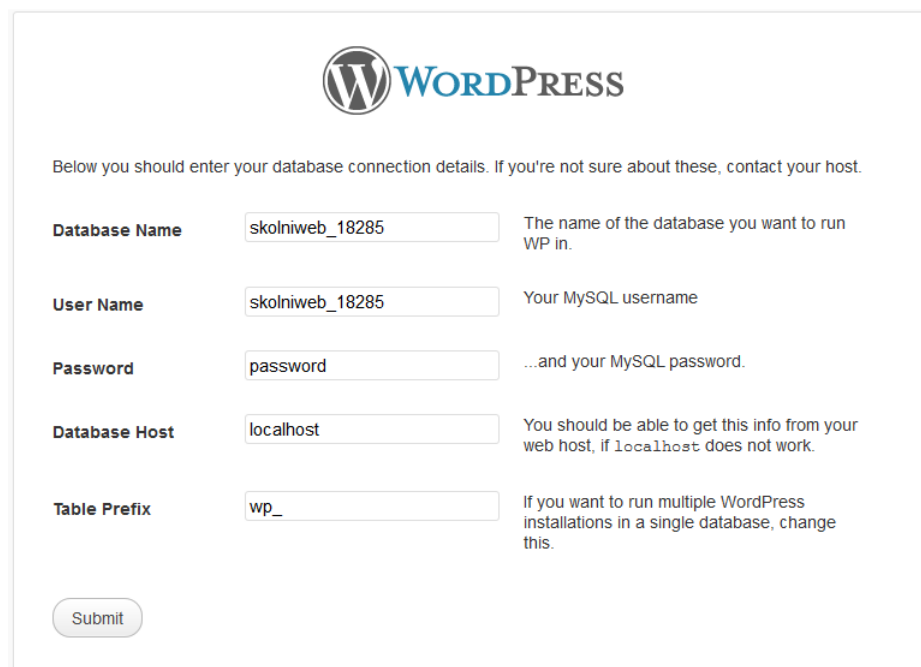 WORDPRESS
Below you should enter your database connection details. If you're not sure about these, contact your host.
Database Name
skolniweb_18285
The name of the database you want to run
WP in.
User Name
skolniweb_18285
Your MySQL username
Password
password
...and your MySQL password.
Database Host
localhost
You should be able to get this info from your
web host, if localhost does not work.
Table Prefix
wp_
If you want to run multiple WordPress
installations in a single database, change
this.
Submit